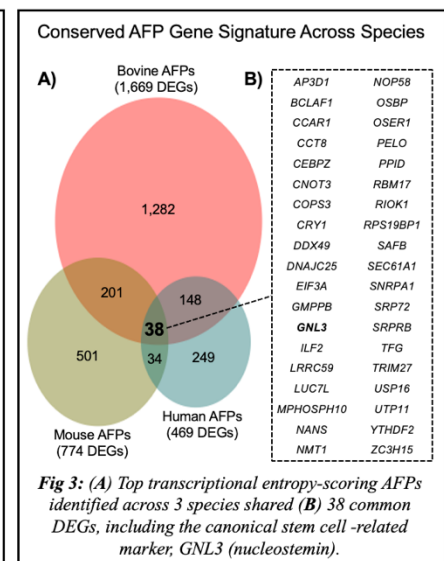 Conserved AFP Gene Signature Across Species
A)
Bovine AFPs
(1,669 DEGs)
1,282
201
148
38
501
34
249
Mouse AFPs
(774 DEGs)
Human AFPs
(469 DEGs)
B)
AP3D1 NOP58
BCLAF1 OSBP
CCAR1 OSER1
CCT8 PELO
CEBPZ PPID
CNOT3 RBM17
COPS3 RIOK1
CRY1 RPS19BP1
DDX49 SAFB
DNAJC25 SEC61A1
EIF3A SNRPA1
GMPPB SRP72
GNL3 SRPRB
ILF2 TFG
LRRC59 TRIM27
LUC7L USP16
MPHOSPH10 UTP11
NANS YTHDF2
NMT1 ZC3H15
Fig 3: (A) Top transcriptional entropy-scoring AFPs
identified across 3 species shared (B) 38 common
DEGs, including the canonical stem cell -related
marker, GNL3 (nucleostemin).